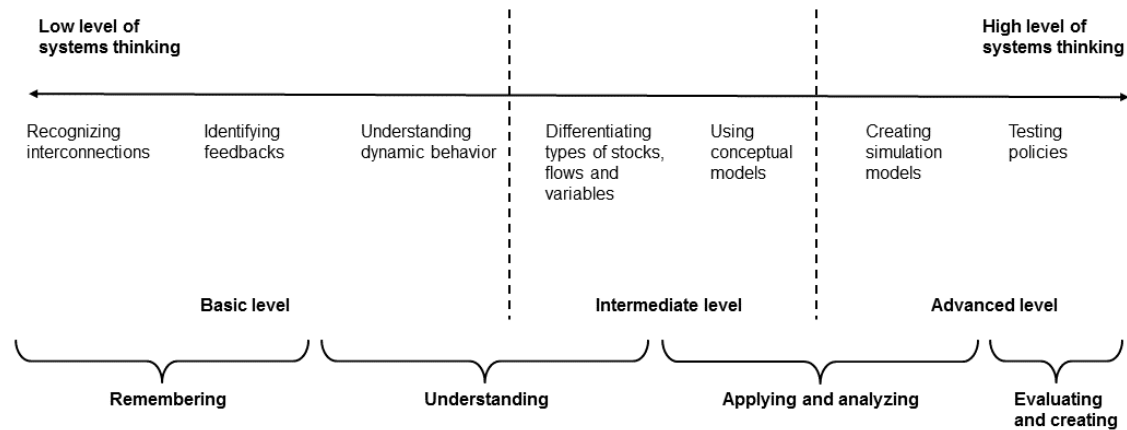 Low level of
systems thinking
High level of
systems thinking
Recognizing
interconnections
Identifying
feedbacks
Understanding
dynamic behavior
Differentiating
types of stocks,
flows and
variables
Using
conceptual
models
Creating
simulation
models
Testing
policies
Basic level
Intermediate level
Advanced level
Remembering
Understanding
Applying and analyzing
Evaluating
and creating